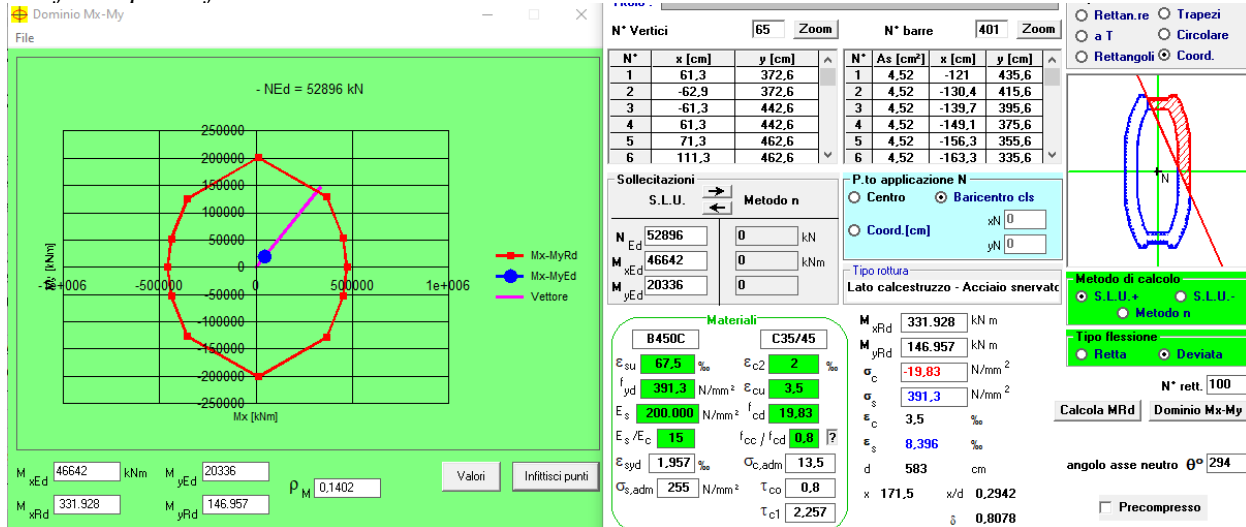 Dominio Mx-My
File
- NEd = 52896 kN
250000
200000
150000
100000
50000
0
-50000
-100000
-150000
-200000
-250000
-1e+006 -500000 0 500000 1e+006
My [kNm]
Mx [kNm]
Mx-MyRd
Mx-MyEd
Vettore
M xEd 46642 kNm M yEd 20336
M xRd 331.928 M yRd 146.957
ρ M 0,1402
Valori
Infittisci punti
Titolo :
N° Vertici 65 Zoom
N° x [cm] y [cm]
1 61,3 372,6
2 -62,9 372,6
3 -61,3 442,6
4 61,3 442,6
5 71,3 462,6
6 111,3 462,6
N° barre 401 Zoom
N° As [cm²] x [cm] y [cm]
1 4,52 -121 435,6
2 4,52 -130,4 415,6
3 4,52 -139,7 395,6
4 4,52 -149,1 375,6
5 4,52 -156,3 355,6
6 4,52 -163,3 335,6
Rettan.re Trapezi
a T Circolare
Rettangoli Coord.
N
Sollecitazioni
S.L.U. Metodo n
N Ed 52896 0 kN
M xEd 46642 0 kNm
M yEd 20336 0
P.to applicazione N
Centro Baricentro cls
Coord.[cm] xN 0
yN 0
Tipo rottura
Lato calcestruzzo - Acciaio snervato
Materiali
B450C C35/45
εsu 67,5 ‰ εc2 2 ‰
fyd 391,3 N/mm² εcu 3,5
Es 200.000 N/mm² fcd 19,83
Es/Ec 15 fcc / fcd 0,8 ?
εsyd 1,957 ‰ σc,adm 13,5
σs,adm 255 N/mm² τco 0,8
τc1 2,257
M xRd 331.928 kN m
M yRd 146.957 kN m
σc -19,83 N/mm²
σs 391,3 N/mm²
εc 3,5 ‰
εs 8,396 ‰
d 583 cm
x 171,5 x/d 0,2942
δ 0,8078
Metodo di calcolo
S.L.U.+ S.L.U.-
Metodo n
Tipo flessione
Retta Deviata
N° rett. 100
Calcola MRd Dominio Mx-My
angolo asse neutro θ° 294
Precompresso